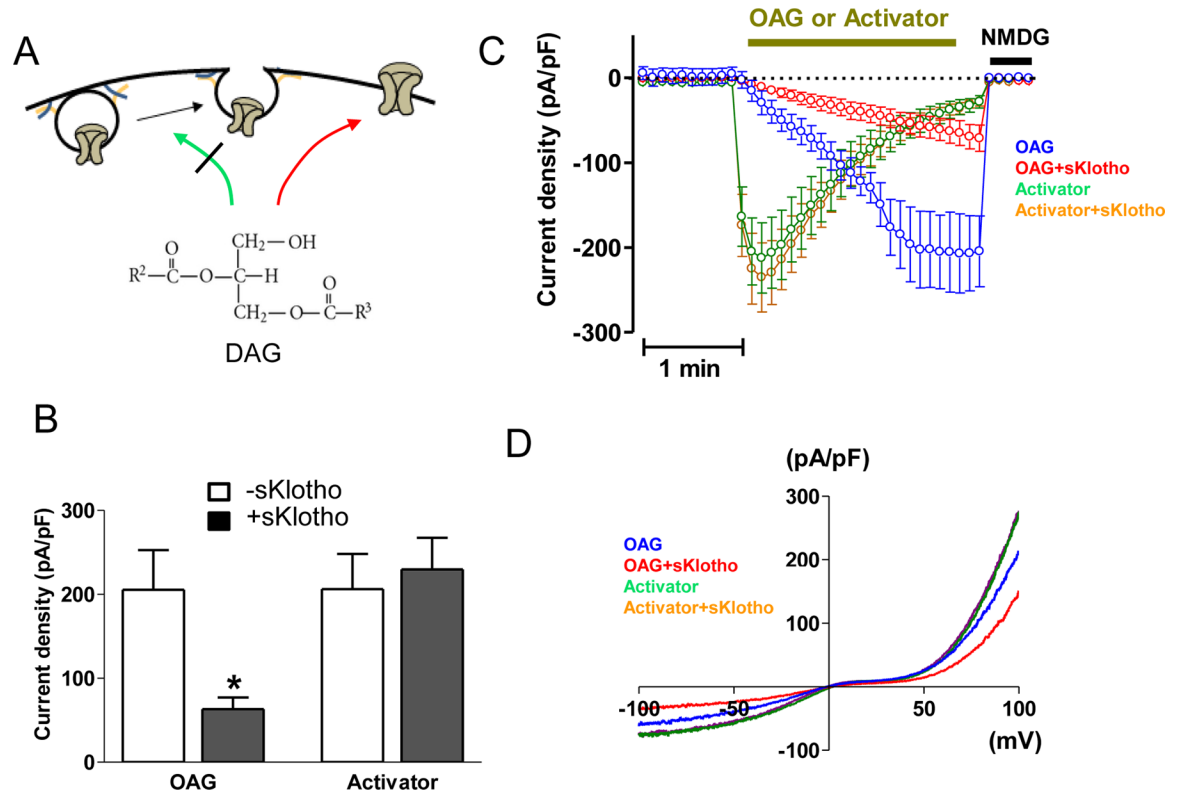 A
CH₂—OH
O
R²—C—O—C—H
O
CH₂—O—C—R³
DAG
B
-sKlotho
+sKlotho
Current density (pA/pF)
300
200
100
0
*
OAG
Activator
C
OAG or Activator
NMDG
Current density (pA/pF)
0
-100
-200
-300
1 min
OAG
OAG+sKlotho
Activator
Activator+sKlotho
D
(pA/pF)
300
200
100
-100
-100
-50
50
100
(mV)
OAG
OAG+sKlotho
Activator
Activator+sKlotho